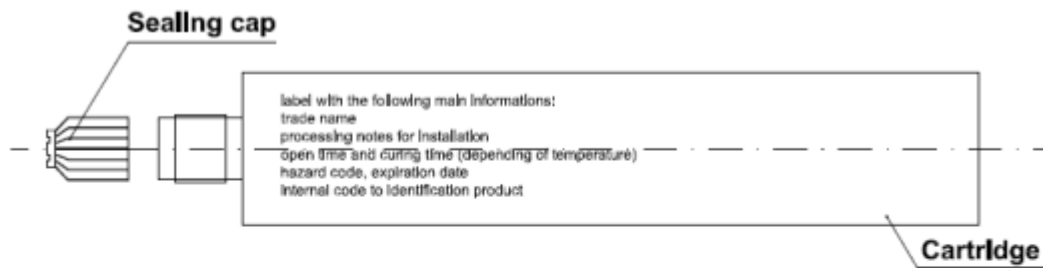 Sealing cap
label with the following main informations:
trade name
processing notes for installation
open time and curing time (depending of temperature)
hazard code, expiration date
internal code to identification product
Cartridge